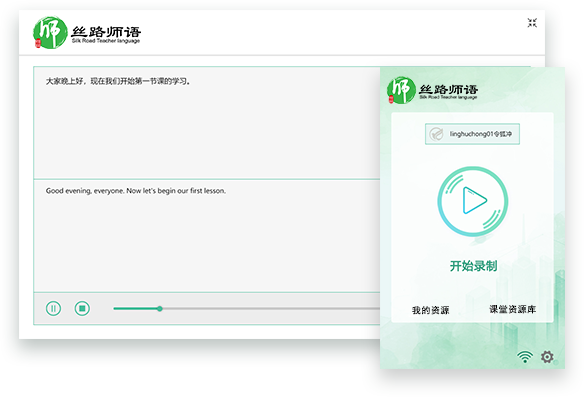 师
丝路师语
Silk Road Teacher language
大家晚上好，现在我们开始第一节课的学习。
Good evening, everyone. Now let's begin our first lesson.
师
丝路师语
Silk Road Teacher language
linghuchong01令狐冲
开始录制
我的资源
课堂资源库